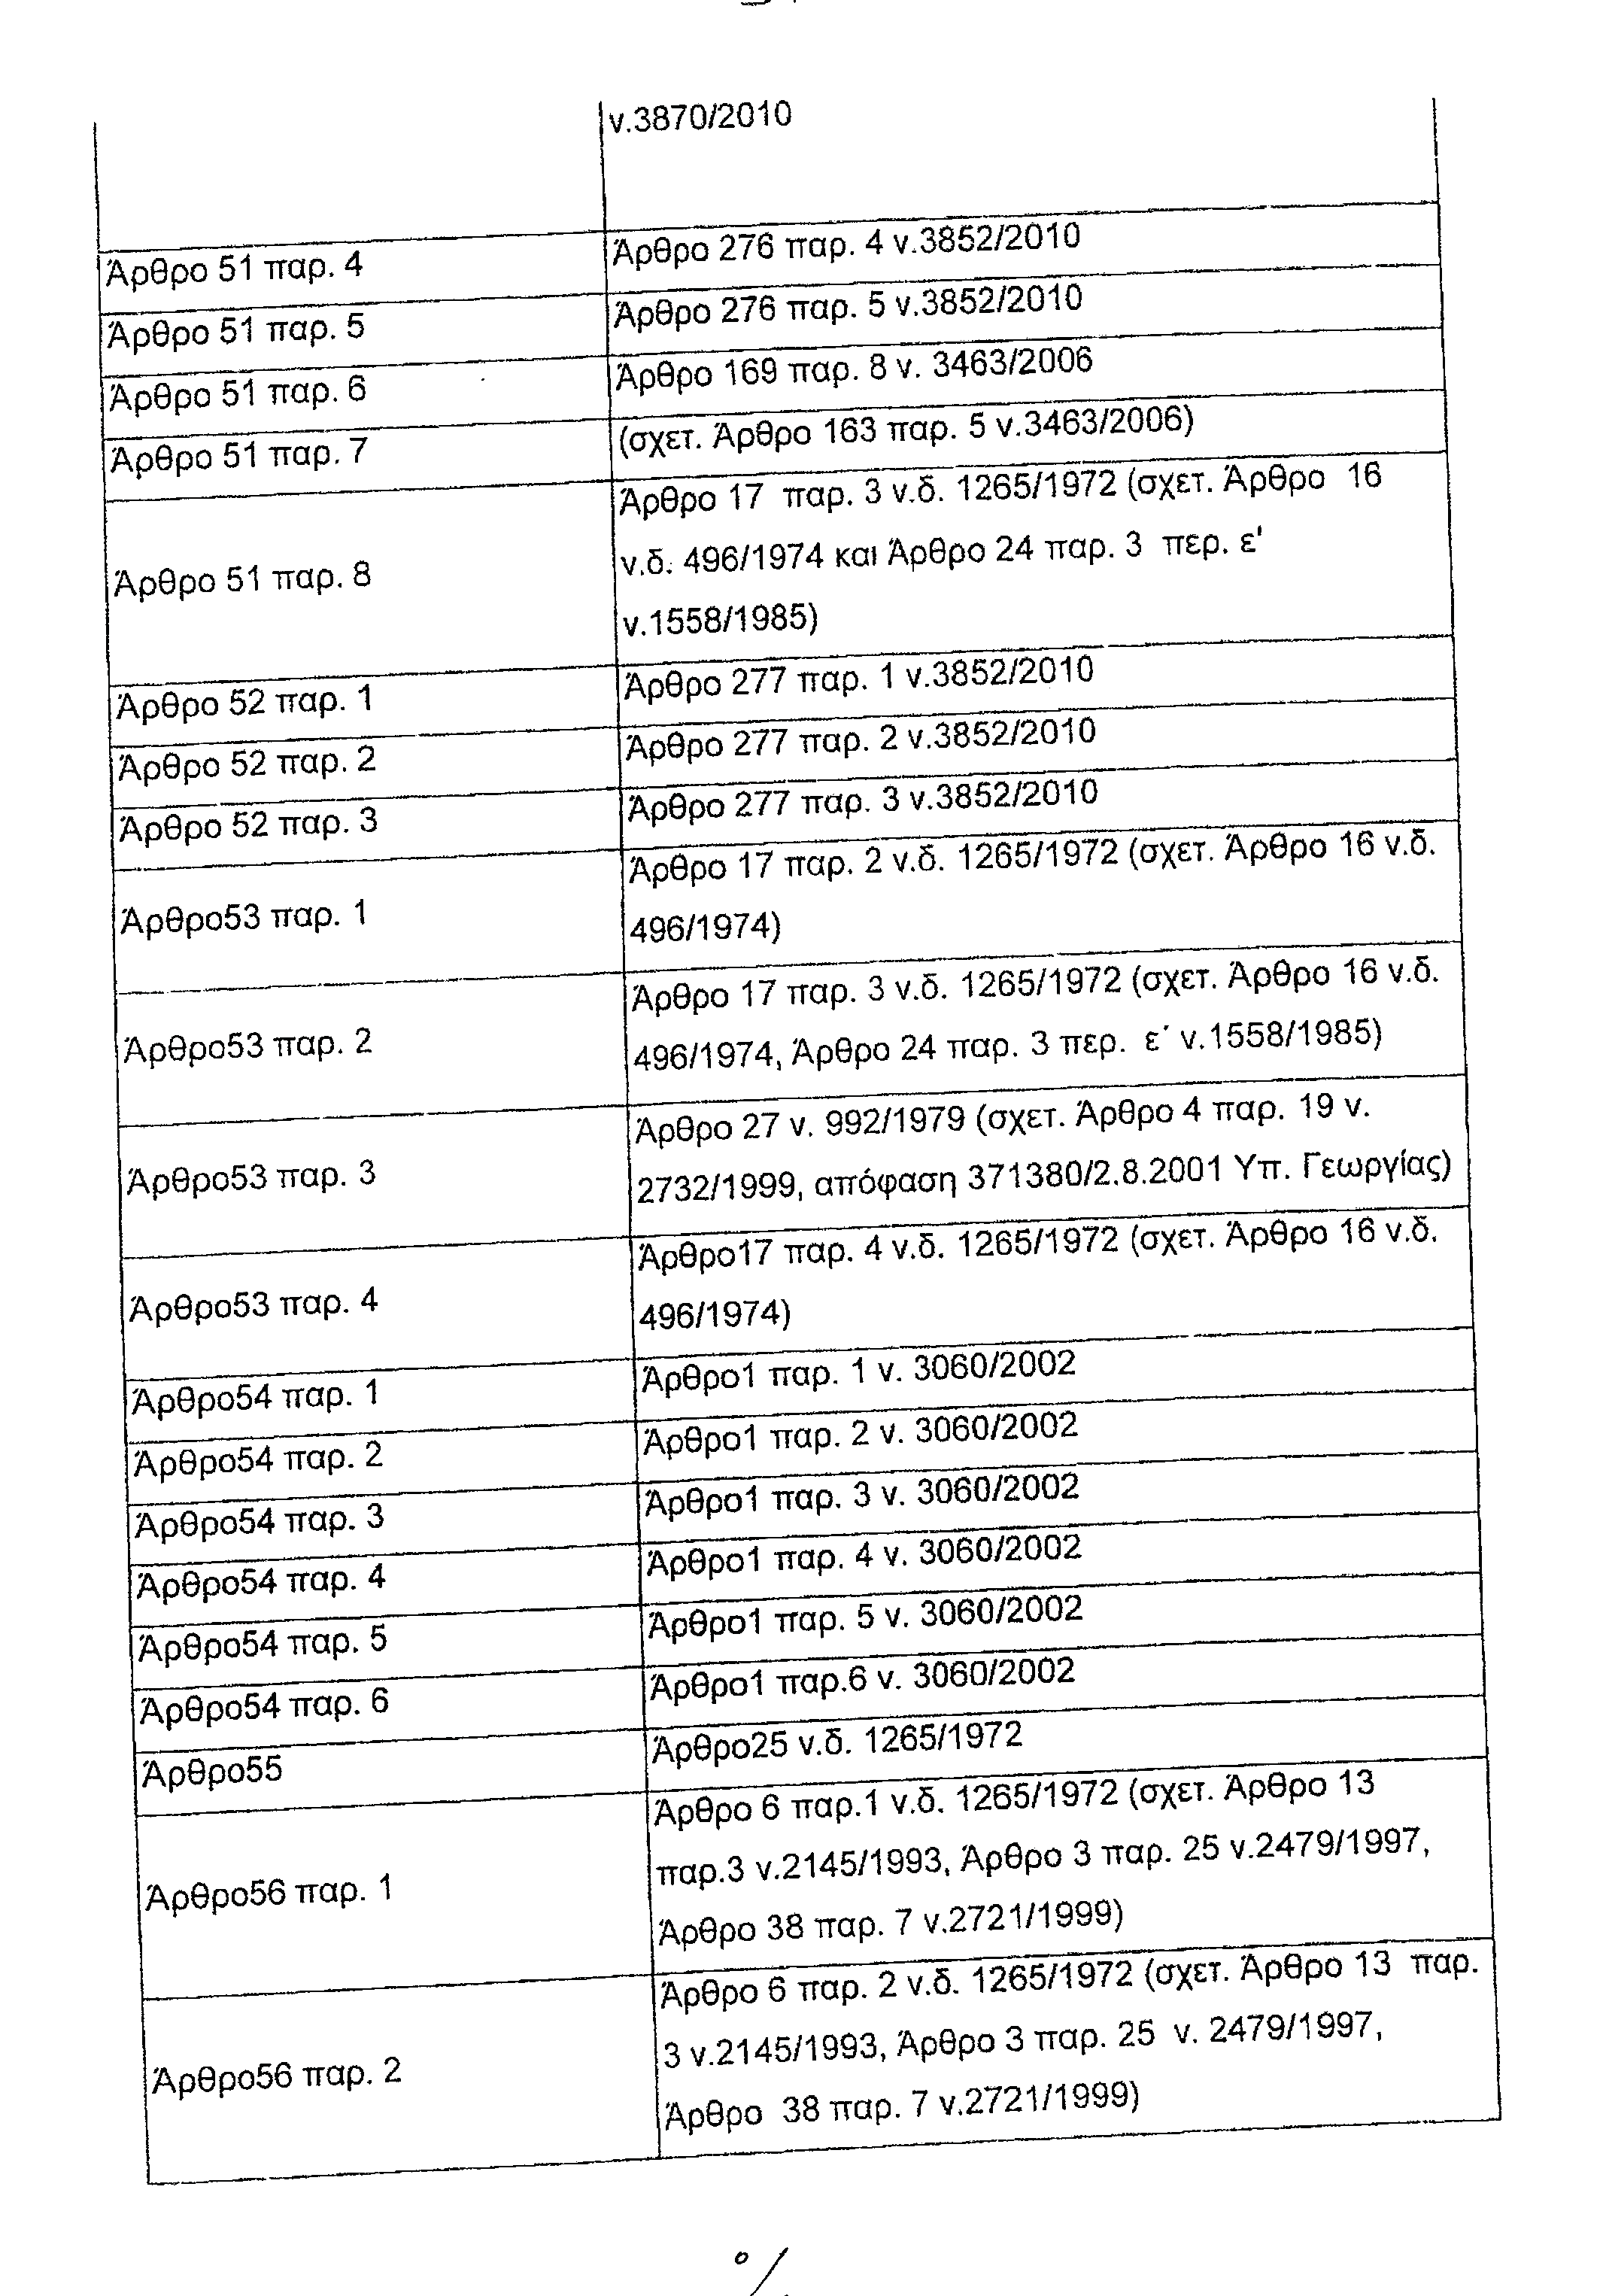 ν.3870/2010
Άρθρο 51 παρ. 4
Άρθρο 276 παρ. 4 ν.3852/2010
Άρθρο 51 παρ. 5
Άρθρο 276 παρ. 5 ν.3852/2010
Άρθρο 51 παρ. 6
Άρθρο 169 παρ. 8 ν. 3463/2006
Άρθρο 51 παρ. 7
(σχετ. Άρθρο 163 παρ. 5 ν.3463/2006)
Άρθρο 51 παρ. 8
Άρθρο 17 παρ. 3 ν.δ. 1265/1972 (σχετ. Άρθρο 16
ν.δ. 496/1974 και Άρθρο 24 παρ. 3 περ. ε'
ν.1558/1985)
Άρθρο 52 παρ. 1
Άρθρο 277 παρ. 1 ν.3852/2010
Άρθρο 52 παρ. 2
Άρθρο 277 παρ. 2 ν.3852/2010
Άρθρο 52 παρ. 3
Άρθρο 277 παρ. 3 ν.3852/2010
Άρθρο53 παρ. 1
Άρθρο 17 παρ. 2 ν.δ. 1265/1972 (σχετ. Άρθρο 16 ν.δ.
496/1974)
Άρθρο53 παρ. 2
Άρθρο 17 παρ. 3 ν.δ. 1265/1972 (σχετ. Άρθρο 16 ν.δ.
496/1974, Άρθρο 24 παρ. 3 περ. ε΄ ν.1558/1985)
Άρθρο53 παρ. 3
Άρθρο 27 ν. 992/1979 (σχετ. Άρθρο 4 παρ. 19 ν.
2732/1999, απόφαση 371380/2.8.2001 Υπ. Γεωργίας)
Άρθρο53 παρ. 4
Άρθρο17 παρ. 4 ν.δ. 1265/1972 (σχετ. Άρθρο 16 ν.δ.
496/1974)
Άρθρο54 παρ. 1
Άρθρο1 παρ. 1 ν. 3060/2002
Άρθρο54 παρ. 2
Άρθρο1 παρ. 2 ν. 3060/2002
Άρθρο54 παρ. 3
Άρθρο1 παρ. 3 ν. 3060/2002
Άρθρο54 παρ. 4
Άρθρο1 παρ. 4 ν. 3060/2002
Άρθρο54 παρ. 5
Άρθρο1 παρ. 5 ν. 3060/2002
Άρθρο54 παρ. 6
Άρθρο1 παρ.6 ν. 3060/2002
Άρθρο55
Άρθρο25 ν.δ. 1265/1972
Άρθρο56 παρ. 1
Άρθρο 6 παρ.1 ν.δ. 1265/1972 (σχετ. Άρθρο 13
παρ.3 ν.2145/1993, Άρθρο 3 παρ. 25 ν.2479/1997,
Άρθρο 38 παρ. 7 ν.2721/1999)
Άρθρο56 παρ. 2
Άρθρο 6 παρ. 2 ν.δ. 1265/1972 (σχετ. Άρθρο 13 παρ.
3 ν.2145/1993, Άρθρο 3 παρ. 25 ν. 2479/1997,
Άρθρο 38 παρ. 7 ν.2721/1999)